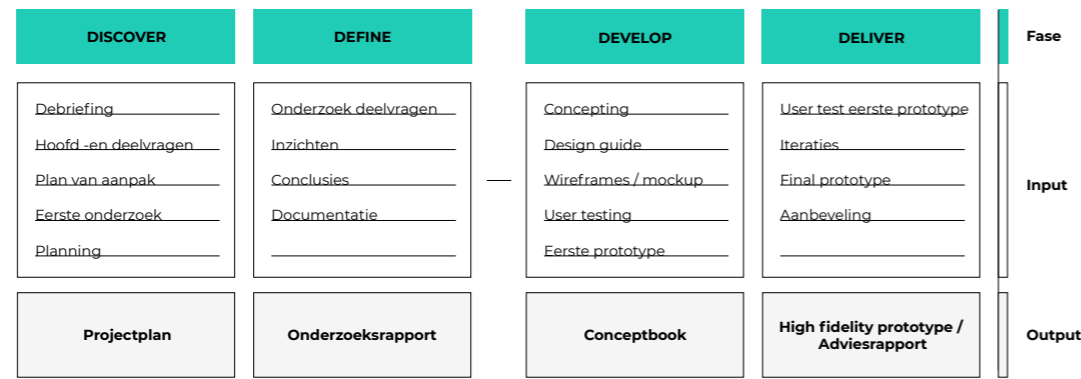 DISCOVER
DEFINE
DEVELOP
DELIVER
Fase
Debriefing
Hoofd -en deelvragen
Plan van aanpak
Eerste onderzoek
Planning
Onderzoek deelvragen
Inzichten
Conclusies
Documentatie
Concepting
Design guide
Wireframes / mockup
User testing
Eerste prototype
User test eerste prototype
Iteraties
Final prototype
Aanbeveling
Input
Projectplan
Onderzoeksrapport
Conceptbook
High fidelity prototype /
Adviesrapport
Output